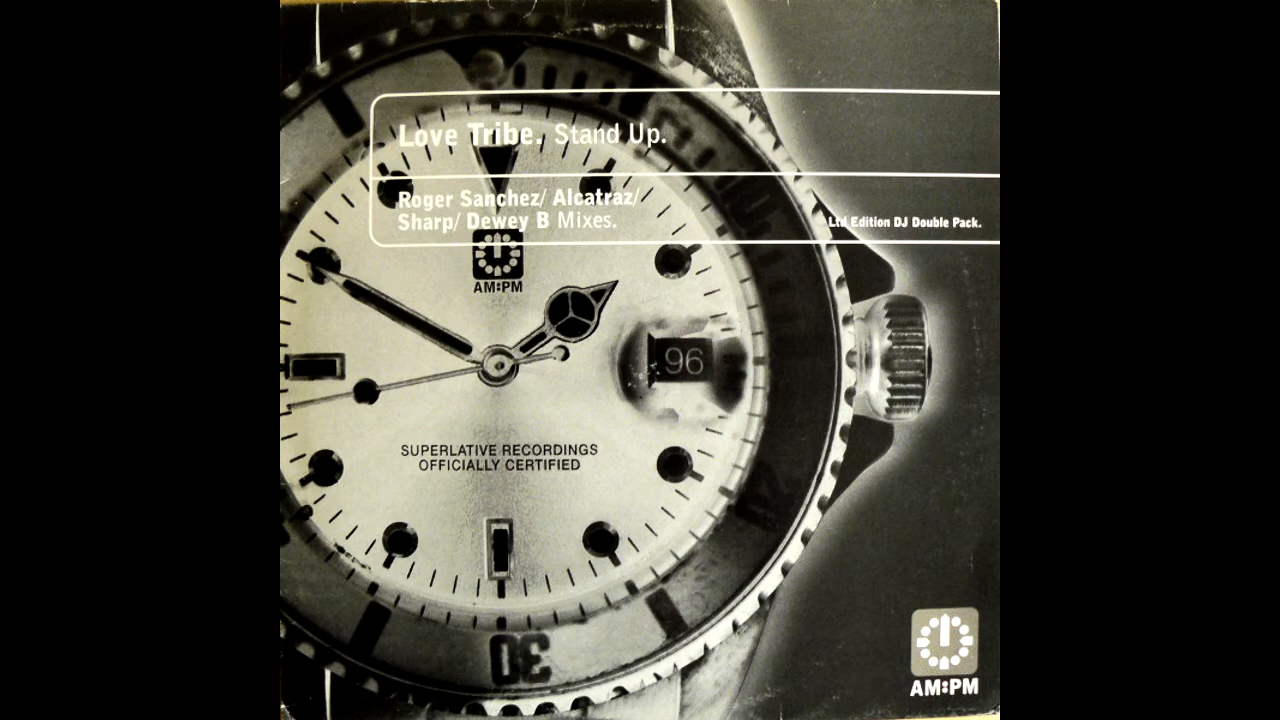 Love Tribe. Stand Up.
Roger Sanchez/ Alcatraz/
Sharp/ Dewey B Mixes.
Ltd Edition DJ Double Pack.
AM:PM
96
SUPERLATIVE RECORDINGS
OFFICIALLY CERTIFIED
30
AM:PM